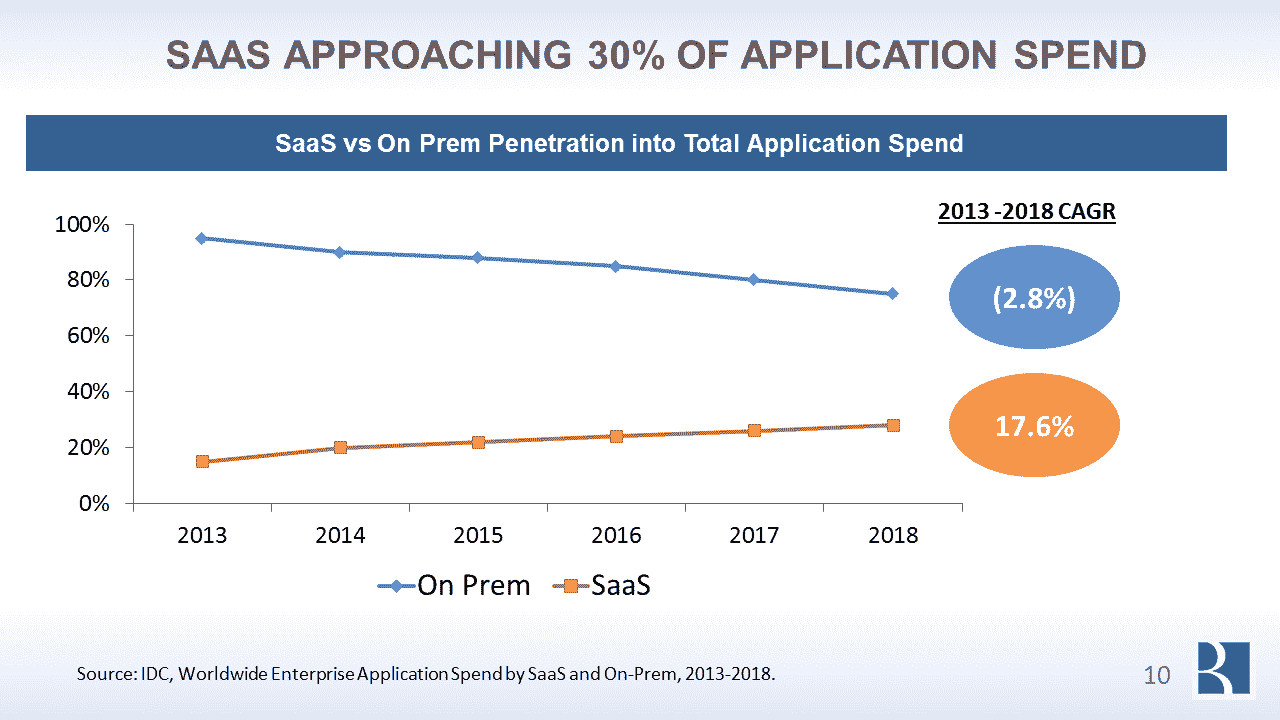 SAAS APPROACHING 30% OF APPLICATION SPEND
SaaS vs On Prem Penetration into Total Application Spend
2013 -2018 CAGR
100%
80%
60%
40%
20%
0%
(2.8%)
17.6%
2013 2014 2015 2016 2017 2018
On Prem SaaS
Source: IDC, Worldwide Enterprise Application Spend by SaaS and On-Prem, 2013-2018.
10